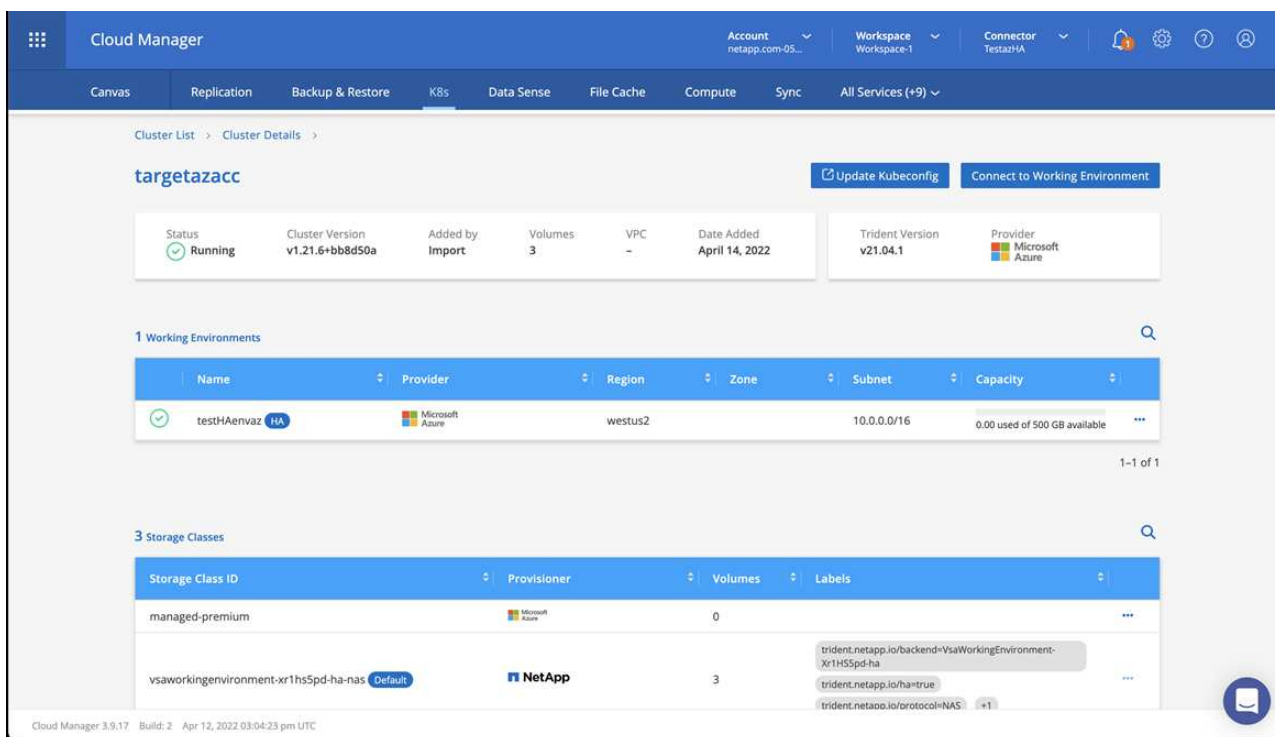 Cloud Manager
Account
netapp.com-05...
Workspace
Workspace-1
Connector
TestazHA
1
Canvas Replication Backup & Restore K8s Data Sense File Cache Compute Sync All Services (+9)
Cluster List > Cluster Details >
targetazacc
Update Kubeconfig
Connect to Working Environment
Status Cluster Version Added by Volumes VPC Date Added Trident Version Provider
Running v1.21.6+bb8d50a Import 3 – April 14, 2022 v21.04.1 Microsoft Azure
1 Working Environments
Name Provider Region Zone Subnet Capacity
testHAenvaz HA Microsoft Azure westus2 10.0.0.0/16 0.00 used of 500 GB available
1–1 of 1
3 Storage Classes
Storage Class ID Provisioner Volumes Labels
managed-premium Microsoft Azure 0
vsaworkingenvironment-xr1hs5pd-ha-nas Default NetApp 3
trident.netapp.io/backend=VsaWorkingEnvironment-
Xr1HS5pd-ha
trident.netapp.io/ha=true
trident.netapp.io/protocol=NAS +1
Cloud Manager 3.9.17 Build: 2 Apr 12, 2022 03:04:23 pm UTC